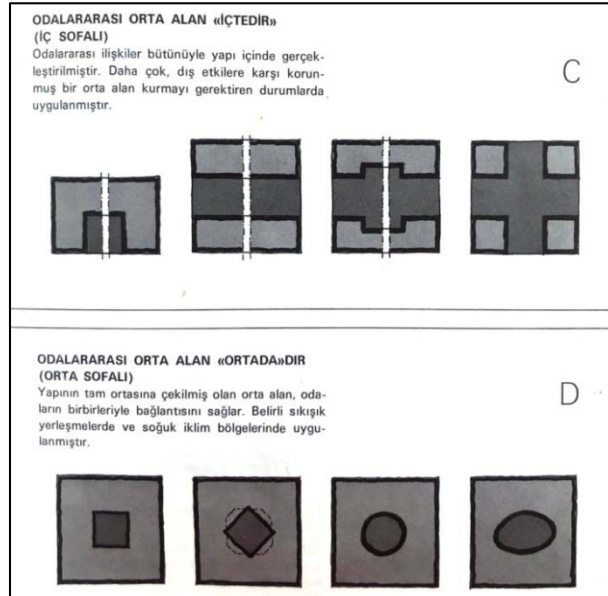 ODALARARASI ORTA ALAN «İÇTEDİR»
(İÇ SOFALI)
Odalararası ilişkiler bütünüyle yapı içinde gerçek-
leştirilmiştir. Daha çok, dış etkilere karşı korun-
muş bir orta alan kurmayı gerektiren durumlarda
uygulanmıştır.
C
ODALARARASI ORTA ALAN «ORTADA»DIR
(ORTA SOFALI)
Yapının tam ortasına çekilmiş olan orta alan, oda-
ların birbirleriyle bağlantısını sağlar. Belirli sıkışık
yerleşmelerde ve soğuk iklim bölgelerinde uygu-
lanmıştır.
D